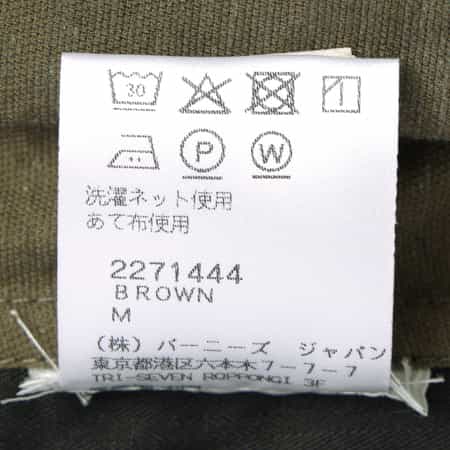 30
P W
洗濯ネット使用
あて布使用
2271444
BROWN
M
(株) バーニーズ ジャパン
東京都港区六本木7-7-7
TRI-SEVEN ROPPONGI 3F